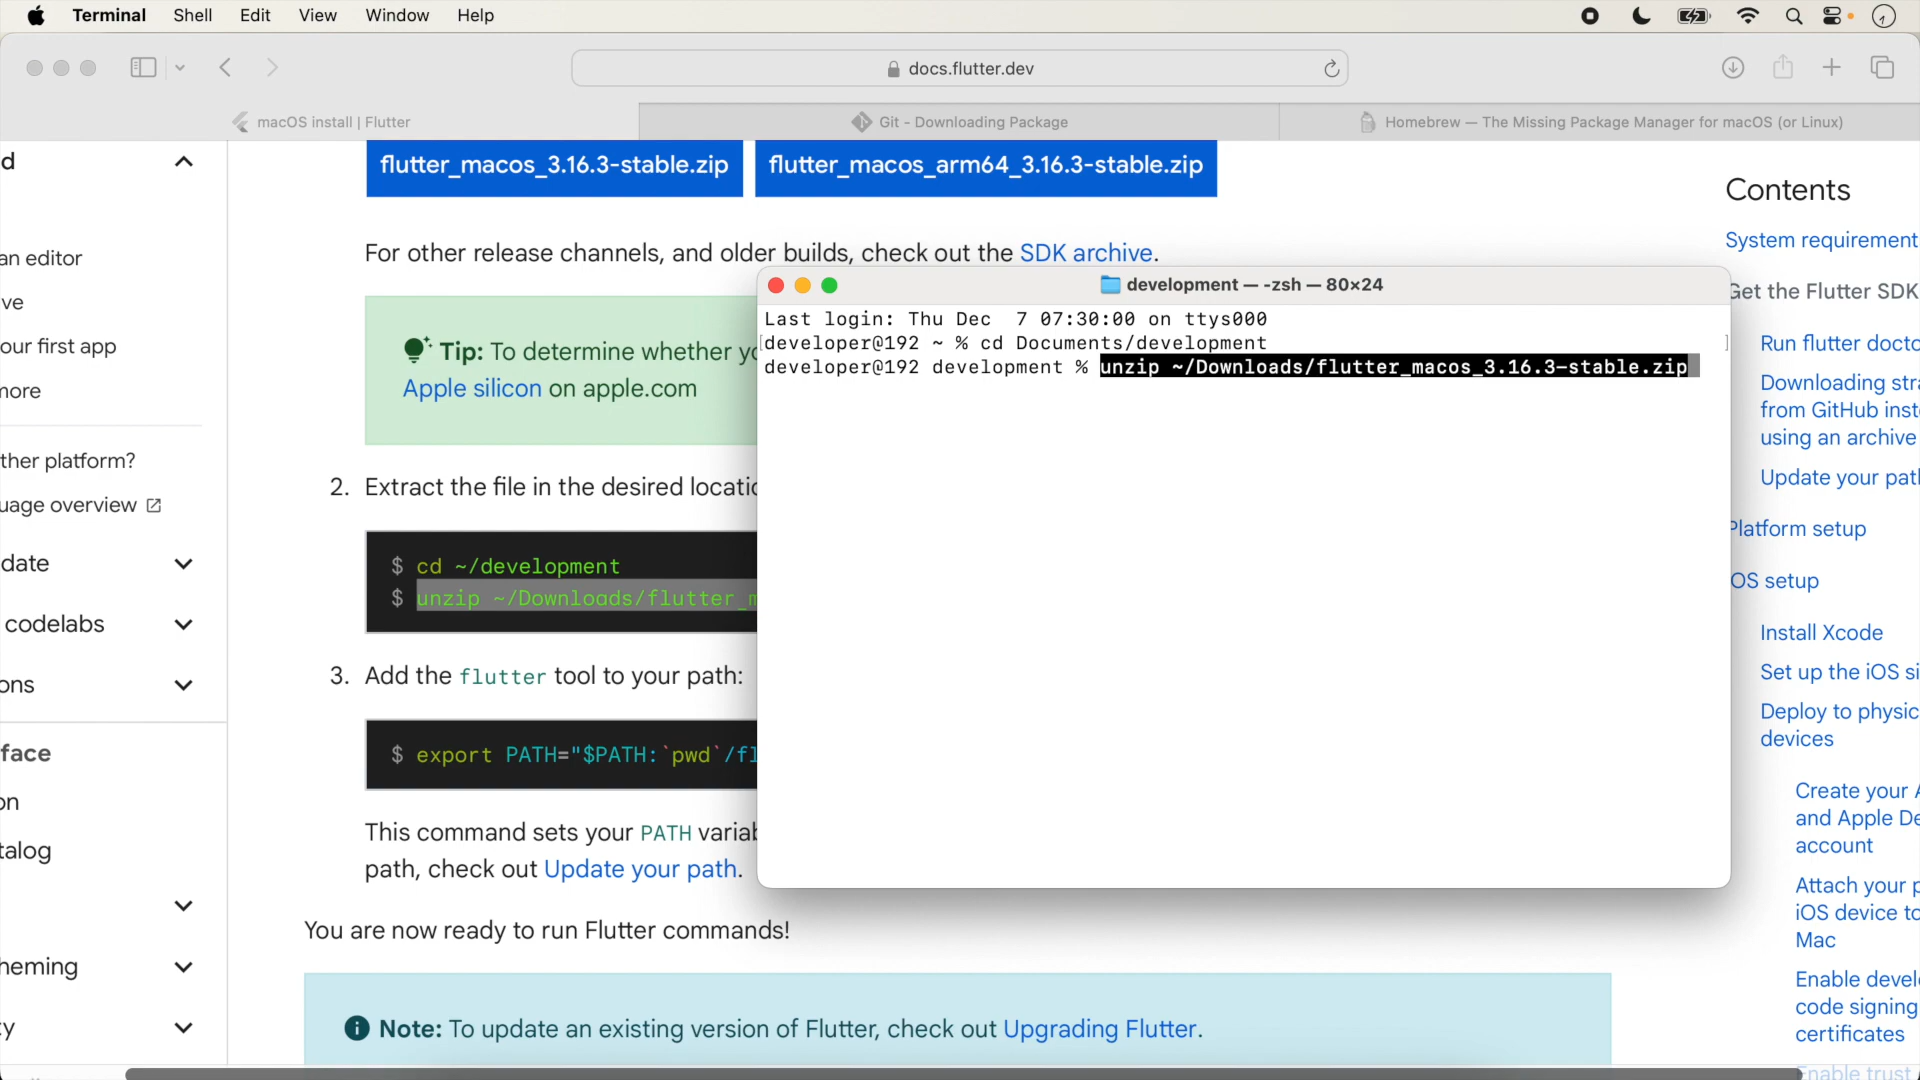 Terminal Shell Edit View Window Help
docs.flutter.dev
macOS install | Flutter
Git - Downloading Package
Homebrew — The Missing Package Manager for macOS (or Linux)
d
an editor
ve
our first app
more
ther platform?
uage overview
date
codelabs
ons
face
on
talog
heming
ty
flutter_macos_3.16.3-stable.zip
flutter_macos_arm64_3.16.3-stable.zip
For other release channels, and older builds, check out the SDK archive.
Tip: To determine whether yo
Apple silicon on apple.com
2. Extract the file in the desired locatio
$ cd ~/development
$ unzip ~/Downloads/flutter_m
3. Add the flutter tool to your path:
$ export PATH="$PATH:`pwd`/fl
This command sets your PATH variab
path, check out Update your path.
You are now ready to run Flutter commands!
Note: To update an existing version of Flutter, check out Upgrading Flutter.
development — -zsh — 80×24
Last login: Thu Dec  7 07:30:00 on ttys000
[developer@192 ~ % cd Documents/development ]
developer@192 development % unzip ~/Downloads/flutter_macos_3.16.3-stable.zip
Contents
System requirement
Get the Flutter SDK
Run flutter docto
Downloading stra
from GitHub inst
using an archive
Update your path
Platform setup
iOS setup
Install Xcode
Set up the iOS si
Deploy to physic
devices
Create your A
and Apple De
account
Attach your p
iOS device to
Mac
Enable devel
code signing
certificates
Enable trust